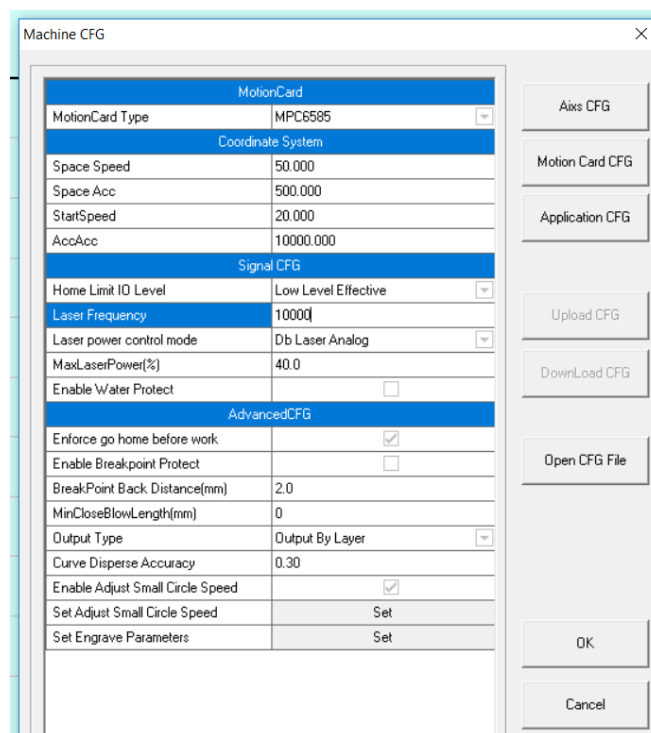 Machine CFG
MotionCard
MotionCard Type MPC6585
Coordinate System
Space Speed 50.000
Space Acc 500.000
StartSpeed 20.000
AccAcc 10000.000
Signal CFG
Home Limit IO Level Low Level Effective
Laser Frequency 10000
Laser power control mode Db Laser Analog
MaxLaserPower(%) 40.0
Enable Water Protect
AdvancedCFG
Enforce go home before work
Enable Breakpoint Protect
BreakPoint Back Distance(mm) 2.0
MinCloseBlowLength(mm) 0
Output Type Output By Layer
Curve Disperse Accuracy 0.30
Enable Adjust Small Circle Speed
Set Adjust Small Circle Speed Set
Set Engrave Parameters Set
Aixs CFG
Motion Card CFG
Application CFG
Upload CFG
DownLoad CFG
Open CFG File
OK
Cancel